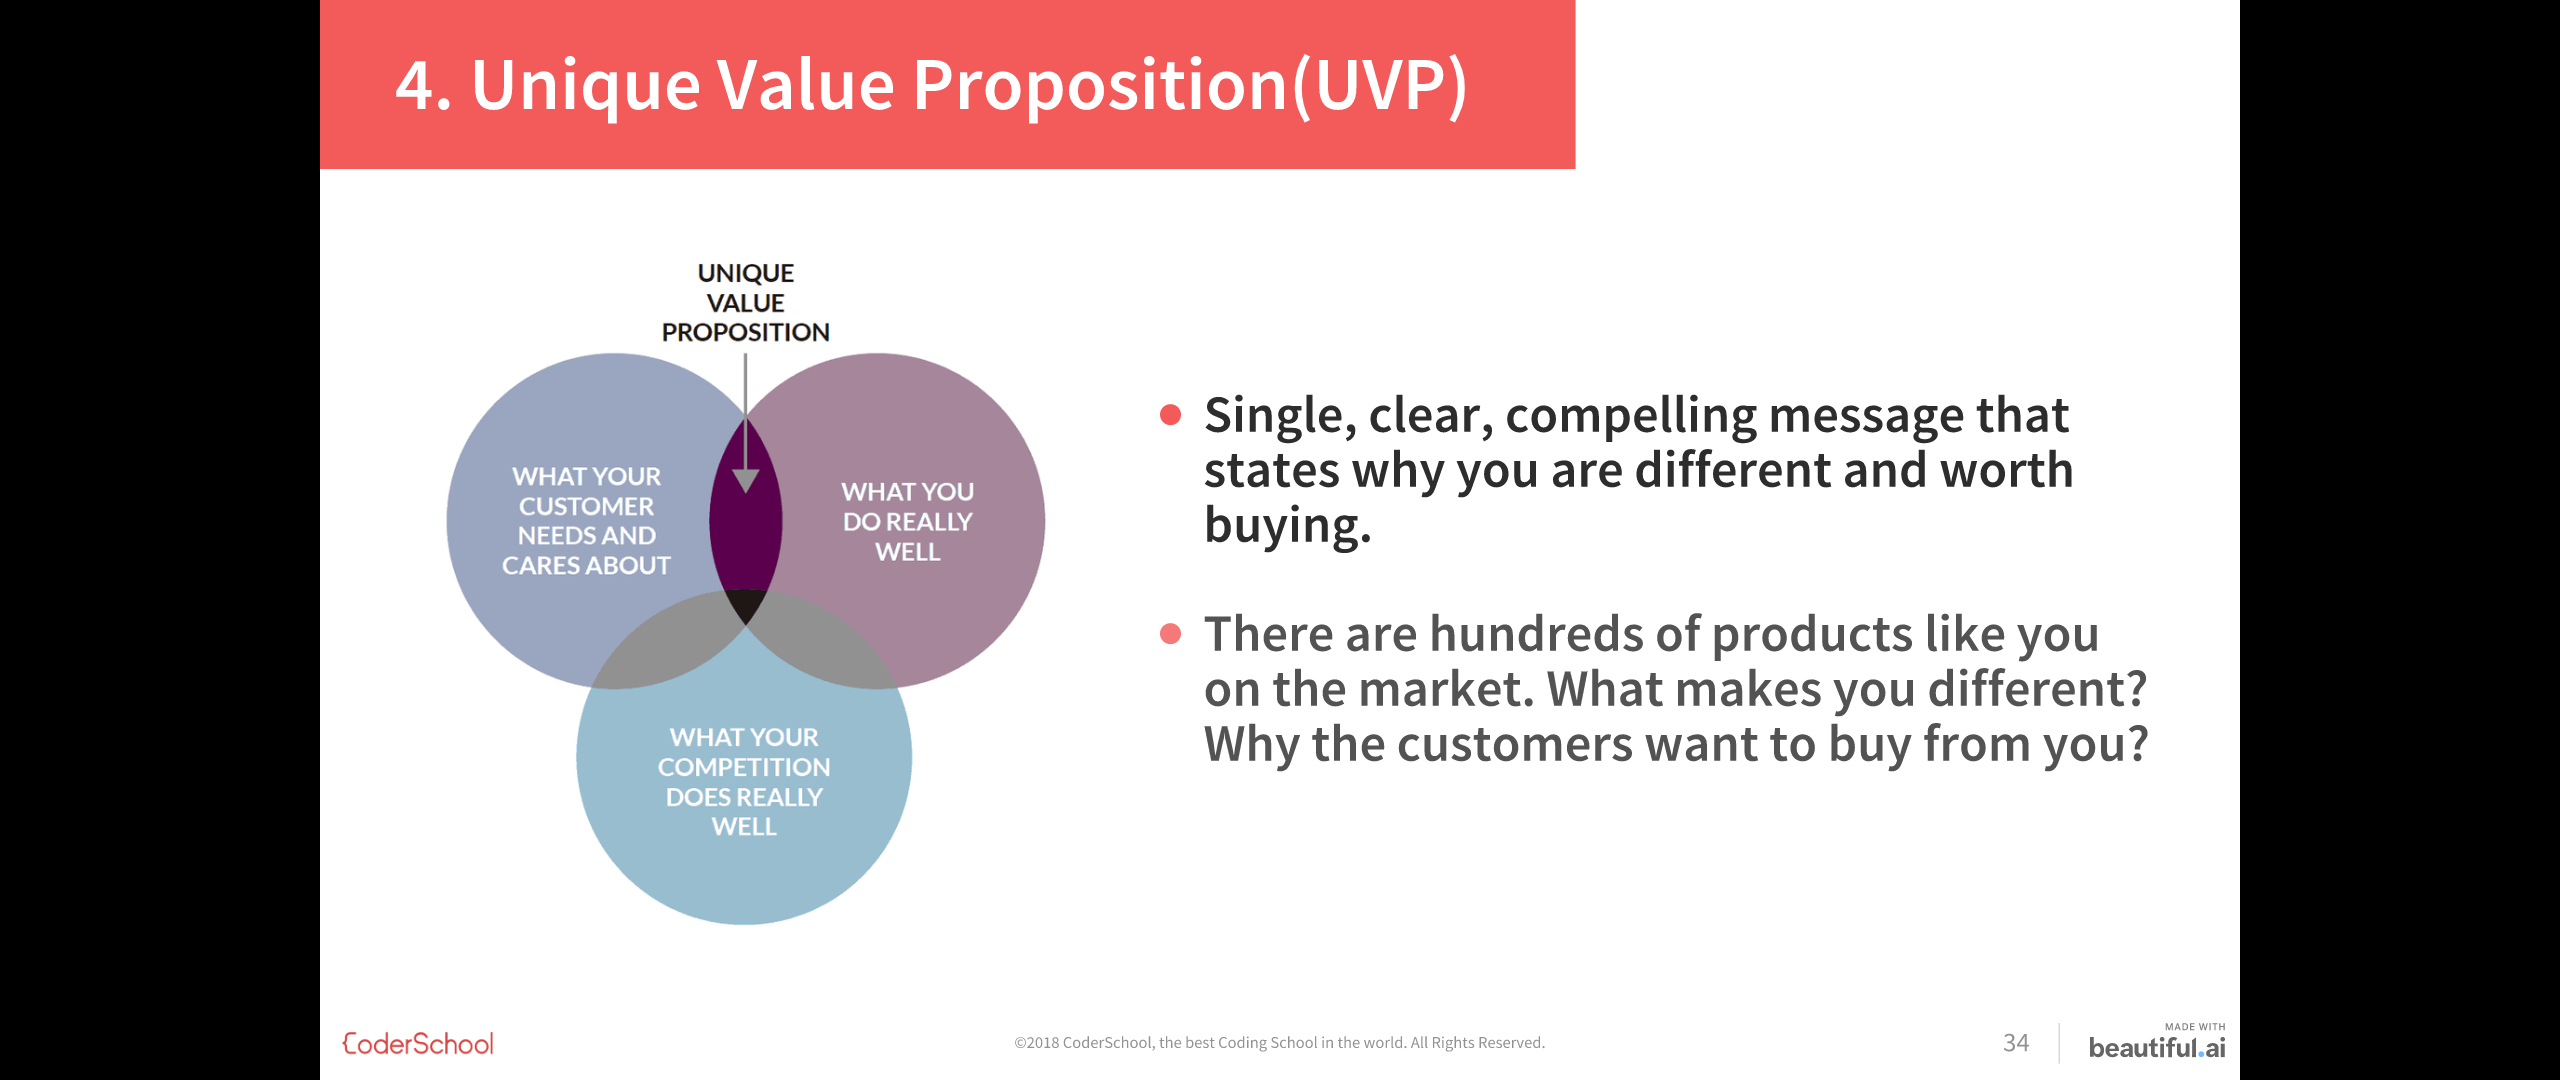 4. Unique Value Proposition(UVP)
UNIQUE
VALUE
PROPOSITION
WHAT YOUR
CUSTOMER
NEEDS AND
CARES ABOUT
WHAT YOU
DO REALLY
WELL
WHAT YOUR
COMPETITION
DOES REALLY
WELL
Single, clear, compelling message that
states why you are different and worth
buying.
There are hundreds of products like you
on the market. What makes you different?
Why the customers want to buy from you?
CoderSchool
©2018 CoderSchool, the best Coding School in the world. All Rights Reserved.
34
MADE WITH
beautiful.ai